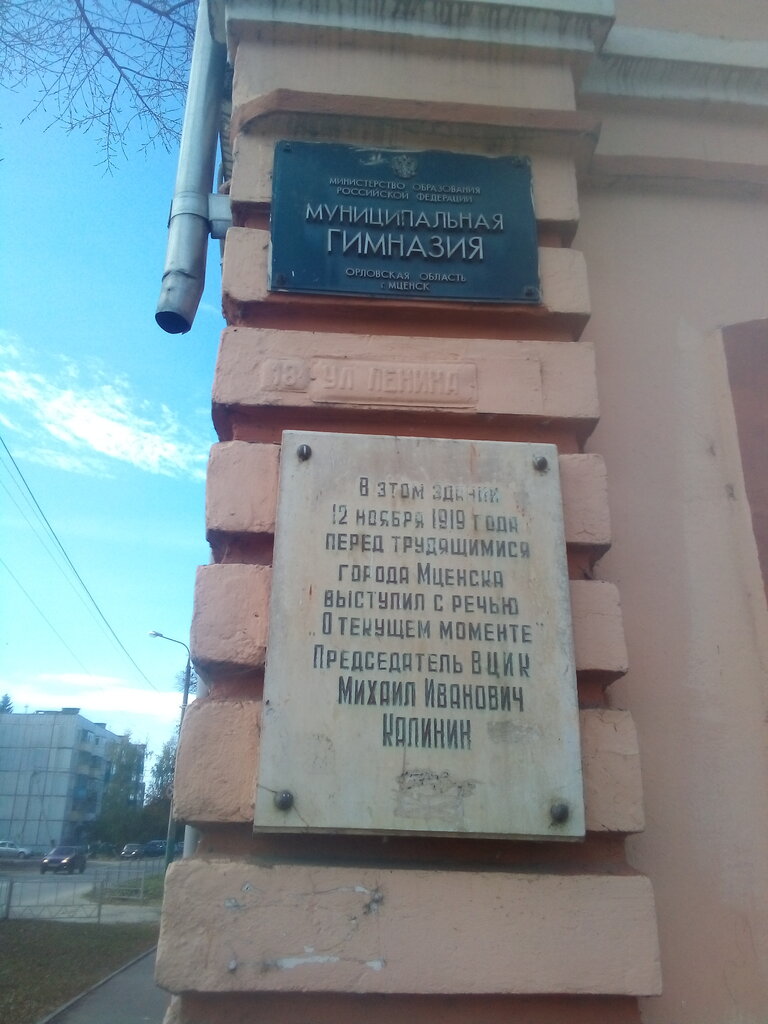 МИНИСТЕРСТВО ОБРАЗОВАНИЯ
РОССИЙСКОЙ ФЕДЕРАЦИИ
МУНИЦИПАЛЬНАЯ
ГИМНАЗИЯ
ОРЛОВСКАЯ ОБЛАСТЬ
г. МЦЕНСК
18 УЛ ЛЕНИНА
В этом здании
12 ноября 1919 года
перед трудящимися
города Мценска
выступил с речью
„О текущем моменте"
Председатель ВЦИК
Михаил Иванович
Калинин